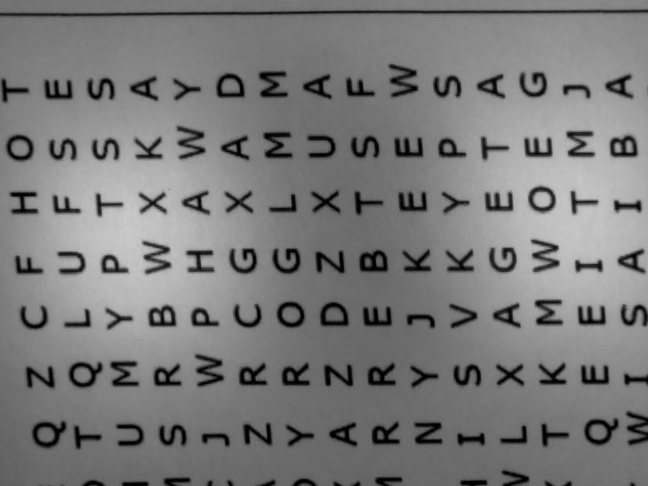 T E S A Y D M A F W S A G J A
O S S K W A M U S E P T E M B
H F T X A X L X T E Y E O T I
F U P W H G G Z B K K G W I A
C L Y B P C O D E J V A M E S
Z Q M R W R R Z R Y S X K E I
Q T U S J Z Y A R N I L T Q W